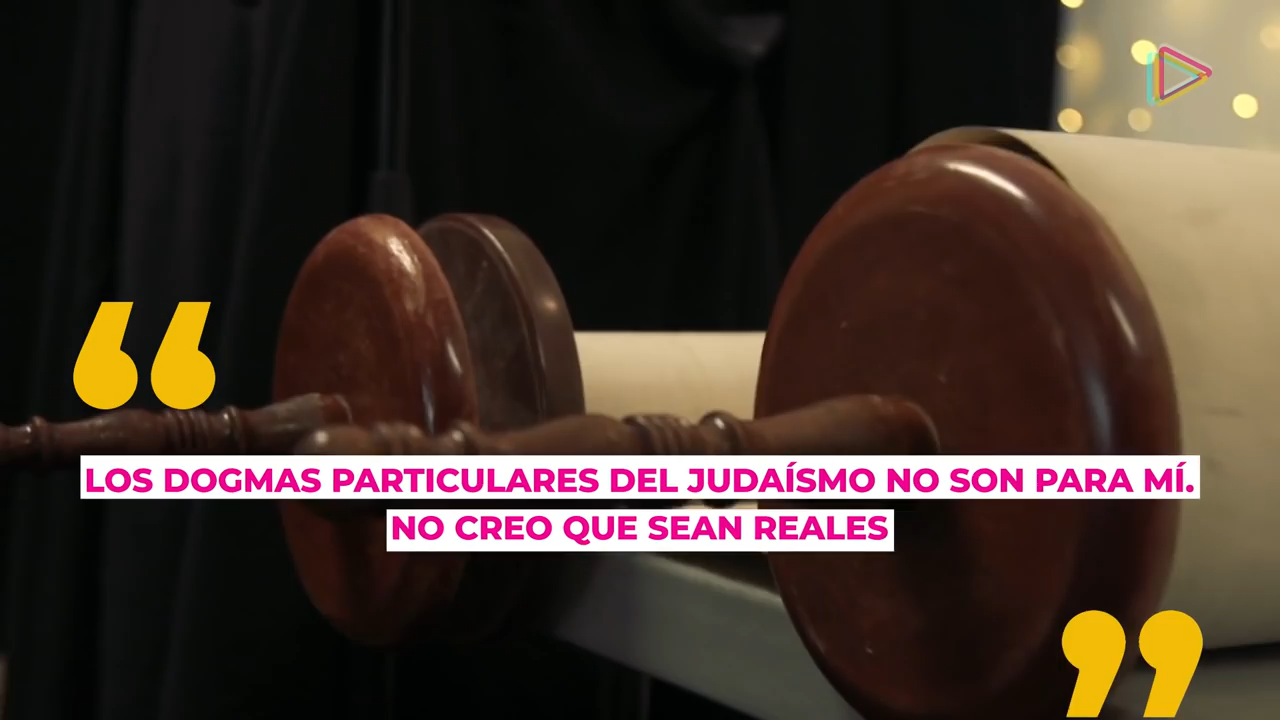 LOS DOGMAS PARTICULARES DEL JUDAÍSMO NO SON PARA MÍ.
NO CREO QUE SEAN REALES